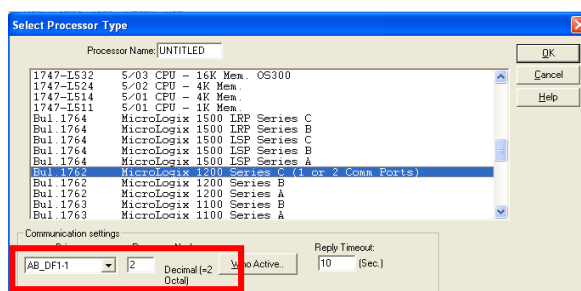 Select Processor Type
Processor Name: UNTITLED
OK
Cancel
Help
1747-L532 5/03 CPU - 16K Mem. OS300
1747-L524 5/02 CPU - 4K Mem.
1747-L514 5/01 CPU - 4K Mem.
1747-L511 5/01 CPU - 1K Mem.
Bul.1764 MicroLogix 1500 LRP Series C
Bul.1764 MicroLogix 1500 LRP Series B
Bul.1764 MicroLogix 1500 LSP Series C
Bul.1764 MicroLogix 1500 LSP Series B
Bul.1764 MicroLogix 1500 LSP Series A
Bul.1762 MicroLogix 1200 Series C (1 or 2 Comm Ports)
Bul.1762 MicroLogix 1200 Series B
Bul.1762 MicroLogix 1200 Series A
Bul.1763 MicroLogix 1100 Series B
Bul.1763 MicroLogix 1100 Series A
Communication settings
Reply Timeout:
AB_DF1-1 2 Decimal (=2 Octal) Who Active.. 10 (Sec.)